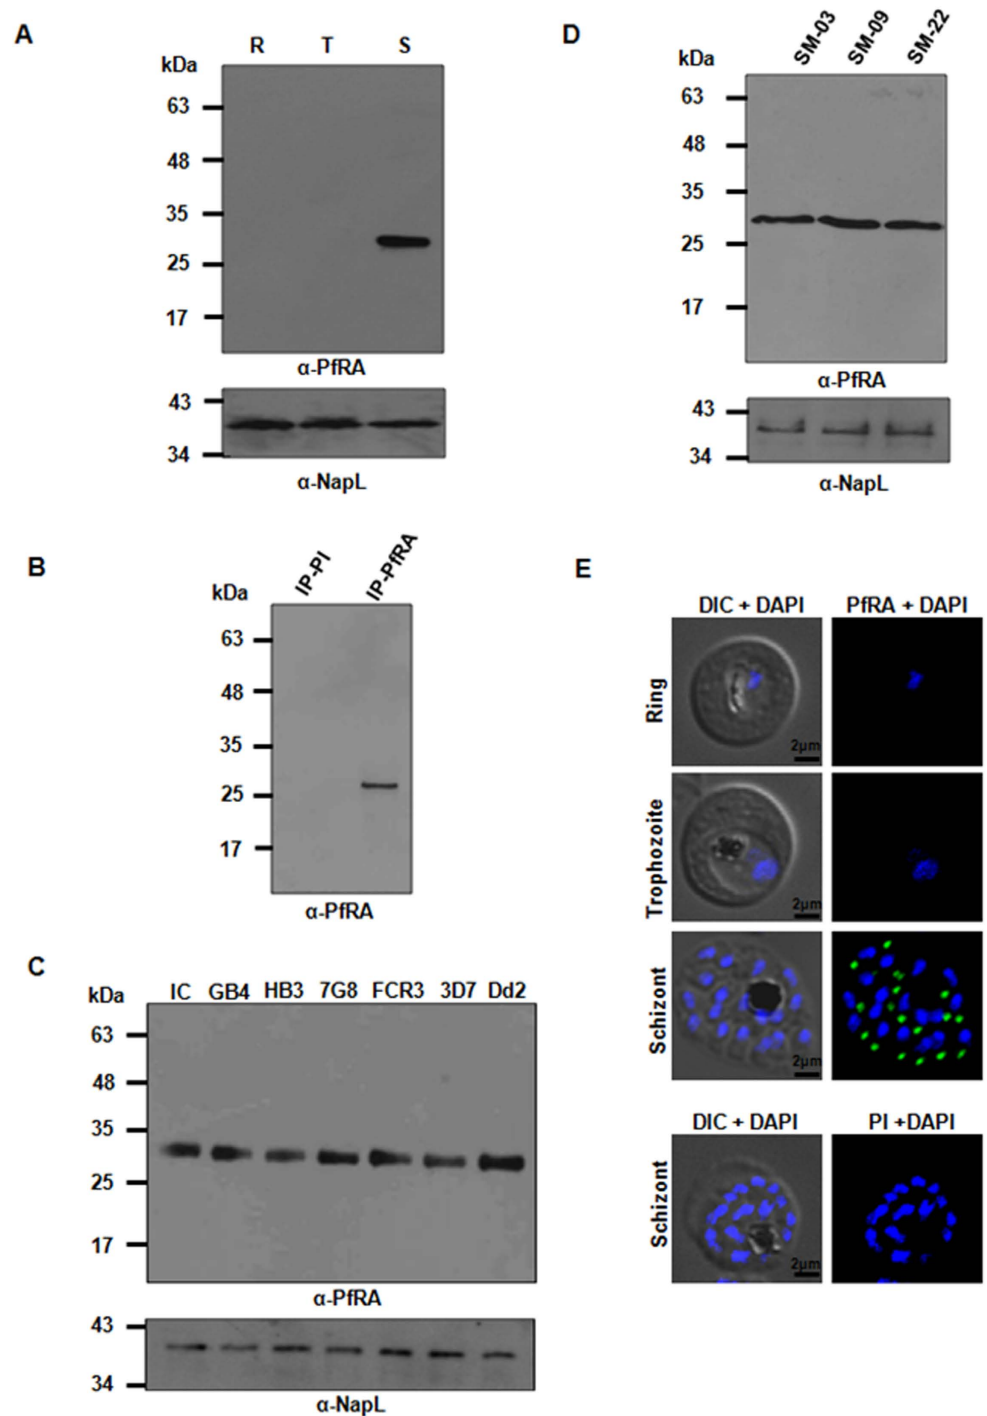 A
R T S
kDa
63
48
35
25
17
α-PfRA
43
34
α-NapL
B
IP-PI IP-PfRA
kDa
63
48
35
25
17
α-PfRA
C
IC GB4 HB3 7G8 FCR3 3D7 Dd2
kDa
63
48
35
25
17
α-PfRA
43
34
α-NapL
D
SM-03 SM-09 SM-22
kDa
63
48
35
25
17
α-PfRA
43
34
α-NapL
E
DIC + DAPI PfRA + DAPI
Ring
2µm
Trophozoite
2µm
Schizont
2µm
DIC + DAPI PI +DAPI
Schizont
2µm